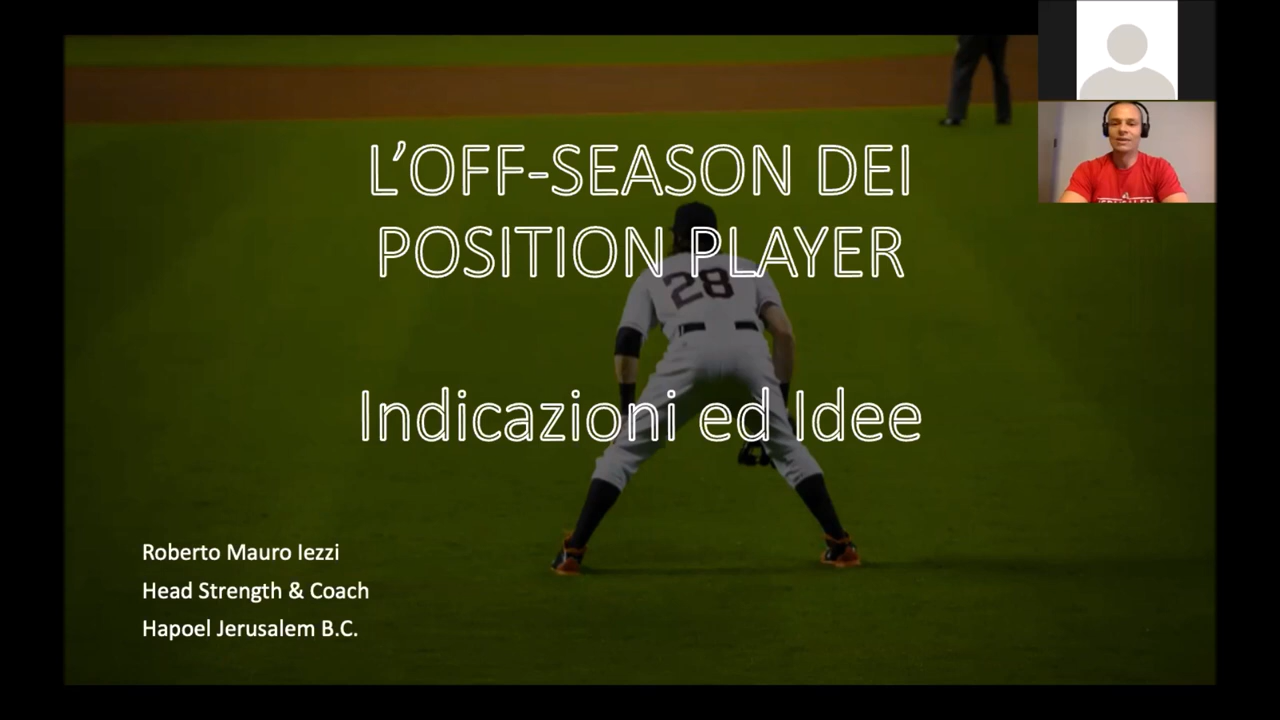 L'OFF-SEASON DEI
POSITION PLAYER
28
Indicazioni ed Idee
Roberto Mauro Iezzi
Head Strength & Coach
Hapoel Jerusalem B.C.